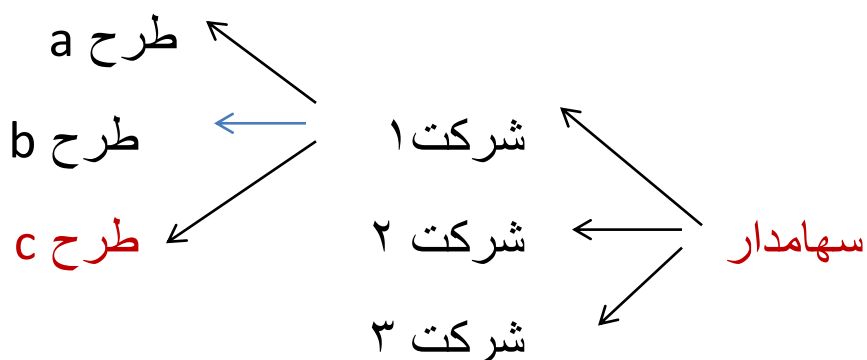 سهامدار
شرکت۱
شرکت ۲
شرکت ۳
طرح a
طرح b
طرح c